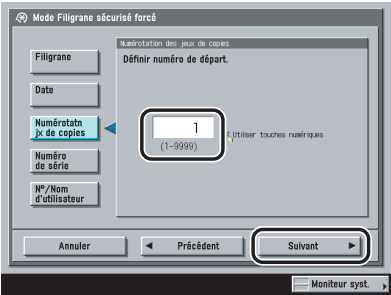 Mode Filigrane sécurisé forcé
Numérotation des jeux de copies
Définir numéro de départ.
Filigrane
Date
Numérotatn
jx de copies
Numéro
de série
N°/Nom
d'utilisateur
1
(1-9999)
Utiliser touches numériques
Annuler
◄ Précédent
Suivant ►
Moniteur syst.